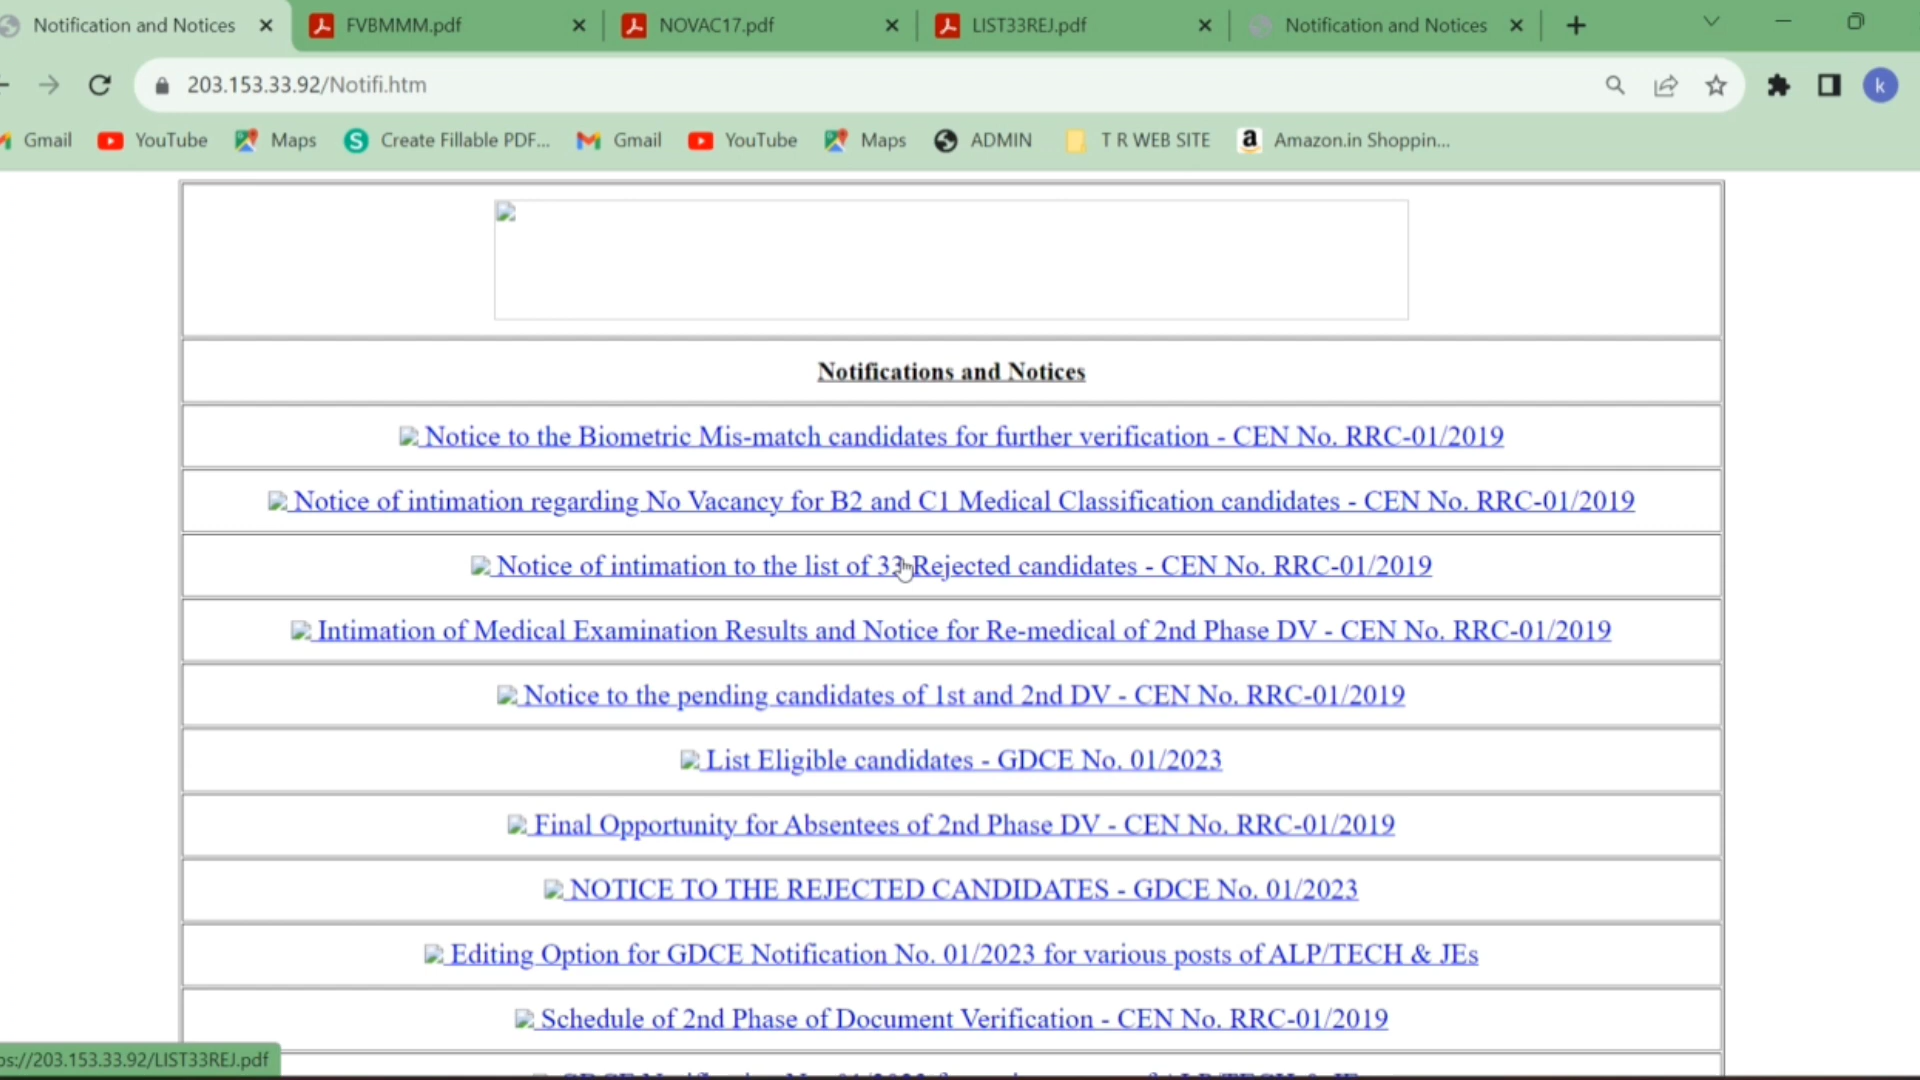 Notification and Notices
FVBMMM.pdf
NOVAC17.pdf
LIST33REJ.pdf
Notification and Notices
203.153.33.92/Notifi.htm
k
Gmail
YouTube
Maps
S Create Fillable PDF...
Gmail
YouTube
Maps
ADMIN
T R WEB SITE
a Amazon.in Shoppin...
Notifications and Notices
Notice to the Biometric Mis-match candidates for further verification - CEN No. RRC-01/2019
Notice of intimation regarding No Vacancy for B2 and C1 Medical Classification candidates - CEN No. RRC-01/2019
Notice of intimation to the list of 33 Rejected candidates - CEN No. RRC-01/2019
Intimation of Medical Examination Results and Notice for Re-medical of 2nd Phase DV - CEN No. RRC-01/2019
Notice to the pending candidates of 1st and 2nd DV - CEN No. RRC-01/2019
List Eligible candidates - GDCE No. 01/2023
Final Opportunity for Absentees of 2nd Phase DV - CEN No. RRC-01/2019
NOTICE TO THE REJECTED CANDIDATES - GDCE No. 01/2023
Editing Option for GDCE Notification No. 01/2023 for various posts of ALP/TECH & JEs
Schedule of 2nd Phase of Document Verification - CEN No. RRC-01/2019
ps://203.153.33.92/LIST33REJ.pdf